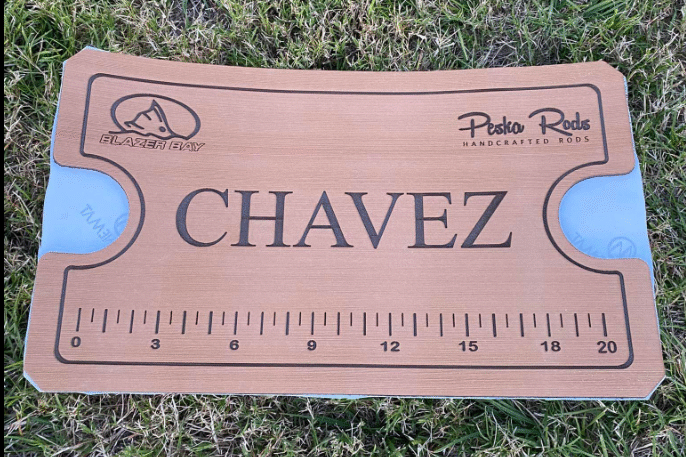 BLAZER BAY
Peska Rods
HANDCRAFTED RODS
CHAVEZ
0 3 6 9 12 15 18 20